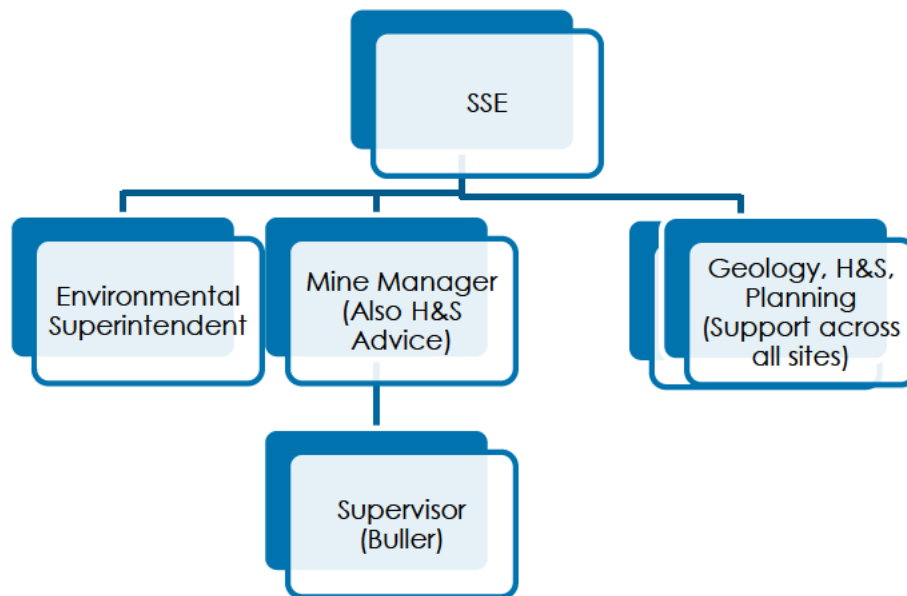 SSE
Environmental
Superintendent
Mine Manager
(Also H&S
Advice)
Geology, H&S,
Planning
(Support across
all sites)
Supervisor
(Buller)